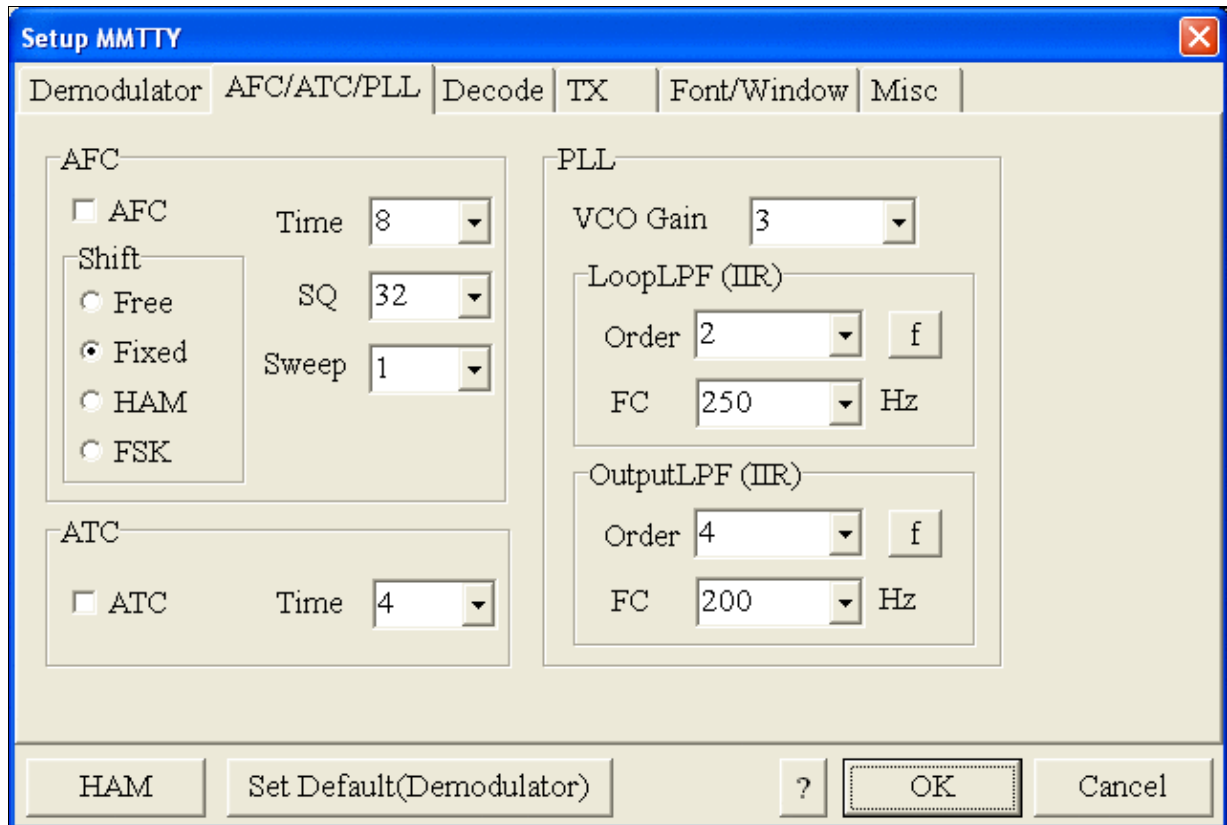 Setup MMTTY
Demodulator AFC/ATC/PLL Decode TX Font/Window Misc
AFC
AFC
Time 8
Shift
Free
Fixed
HAM
FSK
SQ 32
Sweep 1
ATC
ATC
Time 4
PLL
VCO Gain 3
LoopLPF (IIR)
Order 2 f
FC 250 Hz
OutputLPF (IIR)
Order 4 f
FC 200 Hz
HAM Set Default(Demodulator) ? OK Cancel